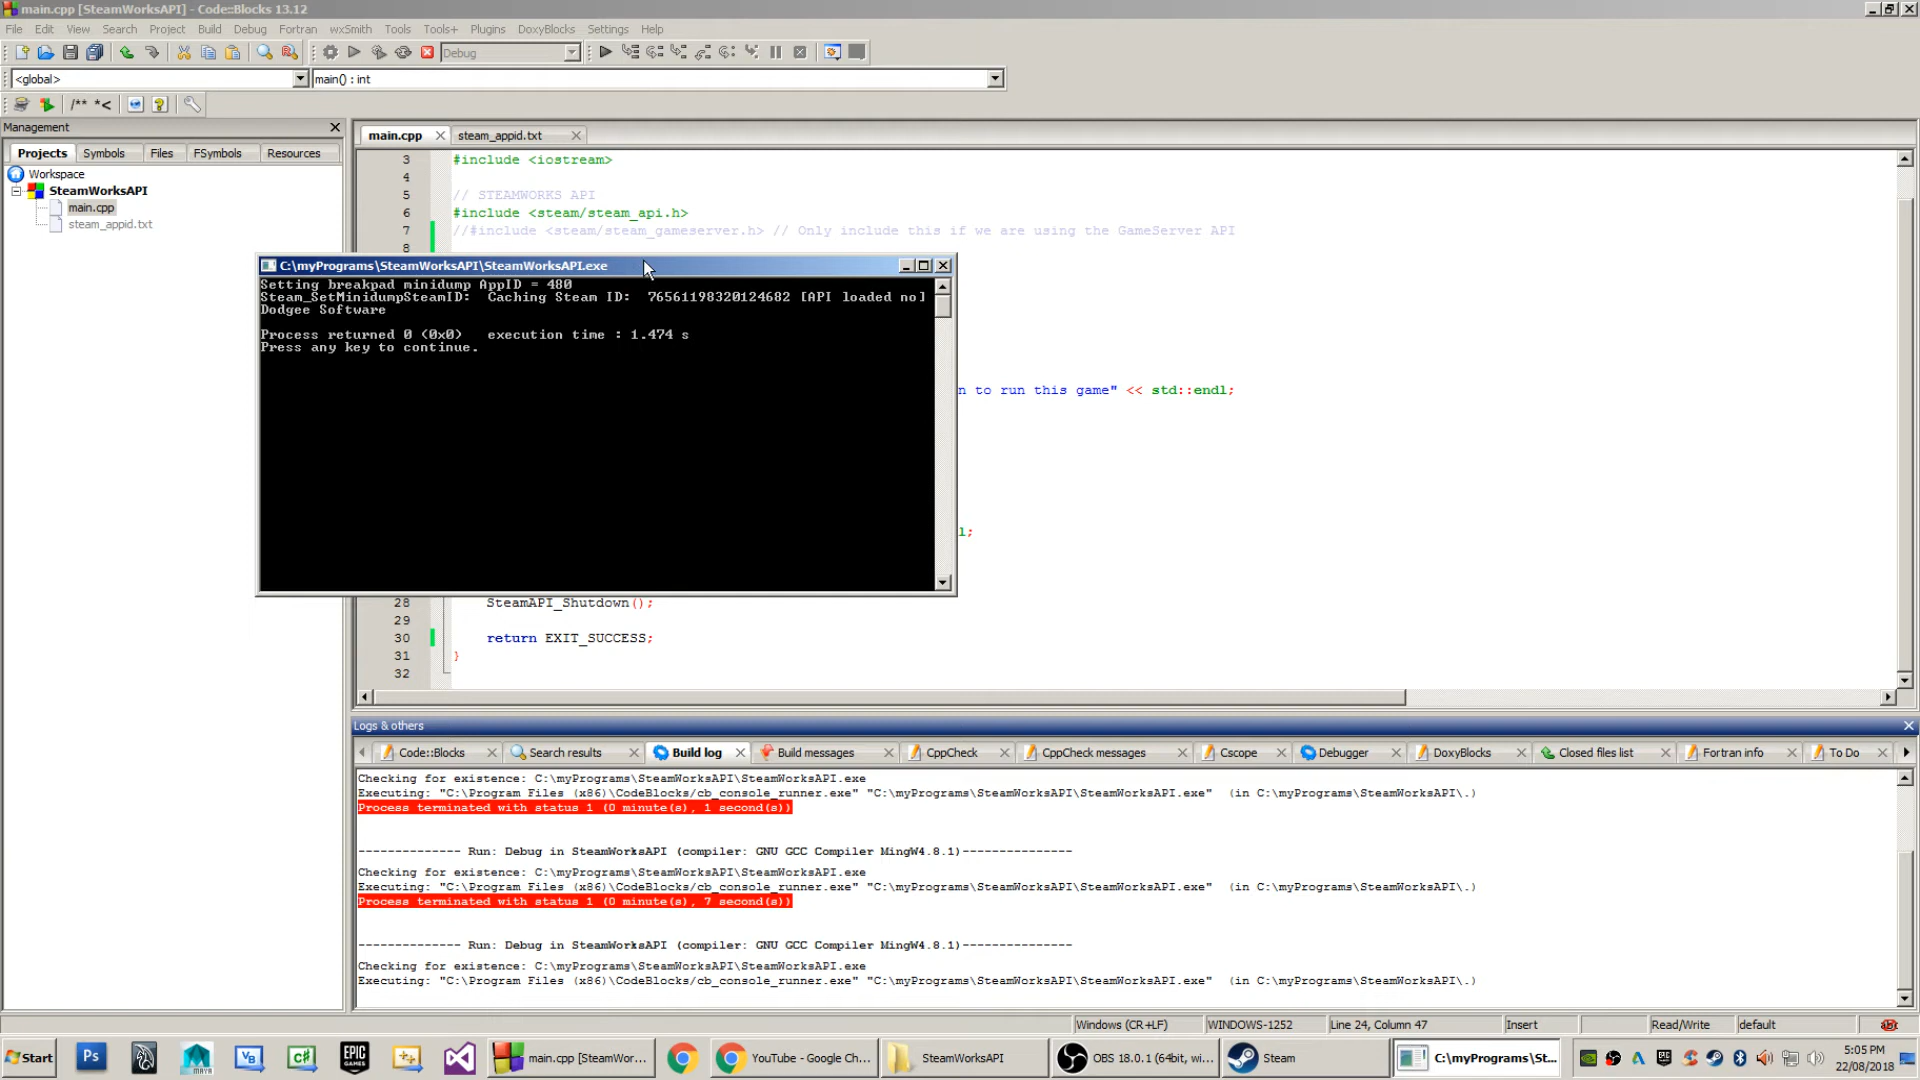 main.cpp [SteamWorksAPI] - Code::Blocks 13.12
File Edit View Search Project Build Debug Fortran wxSmith Tools Tools+ Plugins DoxyBlocks Settings Help
Debug
<global>
main() : int
/** *<
Management
Projects Symbols Files FSymbols Resources
Workspace
SteamWorksAPI
main.cpp
steam_appid.txt
main.cpp steam_appid.txt
3 #include <iostream>
4
5 // STEAMWORKS API
6 #include <steam/steam_api.h>
7 //#include <steam/steam_gameserver.h> // Only include this if we are using the GameServer API
8
C:\myPrograms\SteamWorksAPI\SteamWorksAPI.exe
Setting breakpad minidump AppID = 480
Steam_SetMinidumpSteamID:  Caching Steam ID:  76561198320124682 [API loaded no]
Dodgee Software
Process returned 0 (0x0)   execution time : 1.474 s
Press any key to continue.
n to run this game" << std::endl;
l;
28 SteamAPI_Shutdown();
29
30 return EXIT_SUCCESS;
31 }
32
Logs & others
Code::Blocks Search results Build log Build messages CppCheck CppCheck messages Cscope Debugger DoxyBlocks Closed files list Fortran info To Do
Checking for existence: C:\myPrograms\SteamWorksAPI\SteamWorksAPI.exe
Executing: "C:\Program Files (x86)\CodeBlocks/cb_console_runner.exe" "C:\myPrograms\SteamWorksAPI\SteamWorksAPI.exe"  (in C:\myPrograms\SteamWorksAPI\.)
Process terminated with status 1 (0 minute(s), 1 second(s))
-------------- Run: Debug in SteamWorksAPI (compiler: GNU GCC Compiler MingW4.8.1)---------------
Checking for existence: C:\myPrograms\SteamWorksAPI\SteamWorksAPI.exe
Executing: "C:\Program Files (x86)\CodeBlocks/cb_console_runner.exe" "C:\myPrograms\SteamWorksAPI\SteamWorksAPI.exe"  (in C:\myPrograms\SteamWorksAPI\.)
Process terminated with status 1 (0 minute(s), 7 second(s))
-------------- Run: Debug in SteamWorksAPI (compiler: GNU GCC Compiler MingW4.8.1)---------------
Checking for existence: C:\myPrograms\SteamWorksAPI\SteamWorksAPI.exe
Executing: "C:\Program Files (x86)\CodeBlocks/cb_console_runner.exe" "C:\myPrograms\SteamWorksAPI\SteamWorksAPI.exe"  (in C:\myPrograms\SteamWorksAPI\.)
Windows (CR+LF) WINDOWS-1252 Line 24, Column 47 Insert Read/Write default
Start Ps MAYA VB C# EPIC GAMES main.cpp [SteamWor... YouTube - Google Ch... SteamWorksAPI OBS 18.0.1 (64bit, wi... Steam C:\myPrograms\St...
5:05 PM
22/08/2018